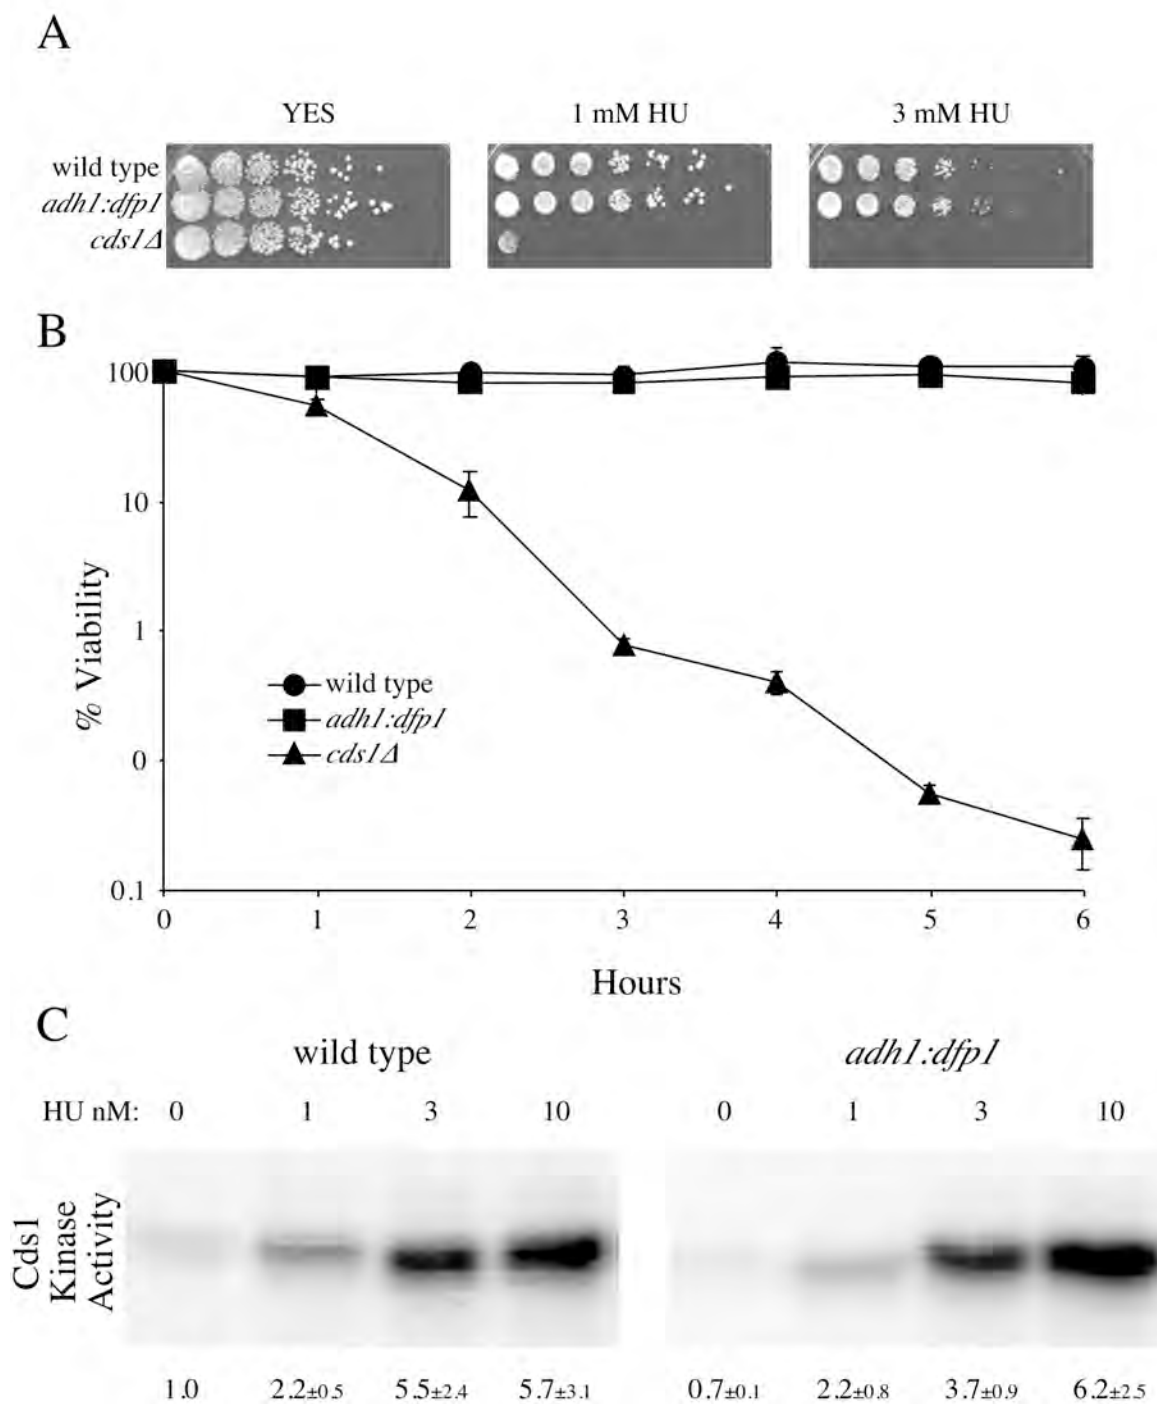 A
YES
1 mM HU
3 mM HU
wild type
adh1:dfp1
cds1Δ
B
100
10
1
0
0.1
% Viability
wild type
adh1:dfp1
cds1Δ
0 1 2 3 4 5 6
Hours
C
wild type
adh1:dfp1
HU nM: 0 1 3 10 0 1 3 10
Cds1
Kinase
Activity
1.0 2.2±0.5 5.5±2.4 5.7±3.1 0.7±0.1 2.2±0.8 3.7±0.9 6.2±2.5